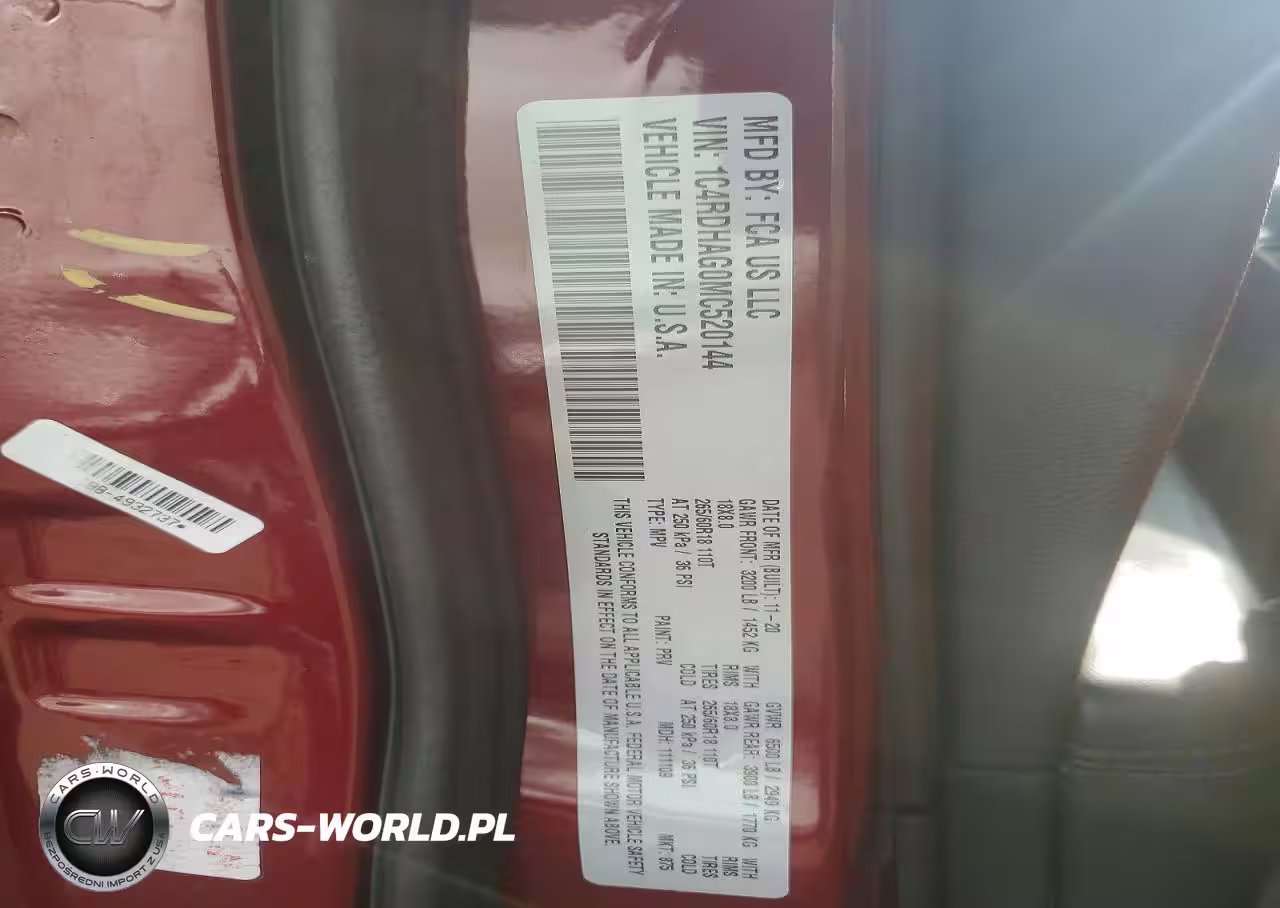 MFD BY: FCA US LLC
VIN: 1C4RDHAG0MC520144
VEHICLE MADE IN: U.S.A.
DATE OF MFR (BUILT): 11-20 GVWR 6500 LB / 2949 KG
GAWR FRONT: 3200 LB / 1452 KG WITH GAWR REAR: 3900 LB / 1770 KG WITH
18X8.0 RIMS 18X8.0 RIMS
265/60R18 110T TIRES 265/60R18 110T TIRES
AT 250 kPa / 36 PSI COLD AT 250 kPa / 36 PSI COLD
TYPE: MPV PAINT: PRV MDH: 111109 MKT: 875
THIS VEHICLE CONFORMS TO ALL APPLICABLE U.S.A. FEDERAL MOTOR VEHICLE SAFETY
STANDARDS IN EFFECT ON THE DATE OF MANUFACTURE SHOWN ABOVE.
4932737*
CARS-WORLD
CW
BEZPOŚREDNI IMPORT Z USA
CARS-WORLD.PL